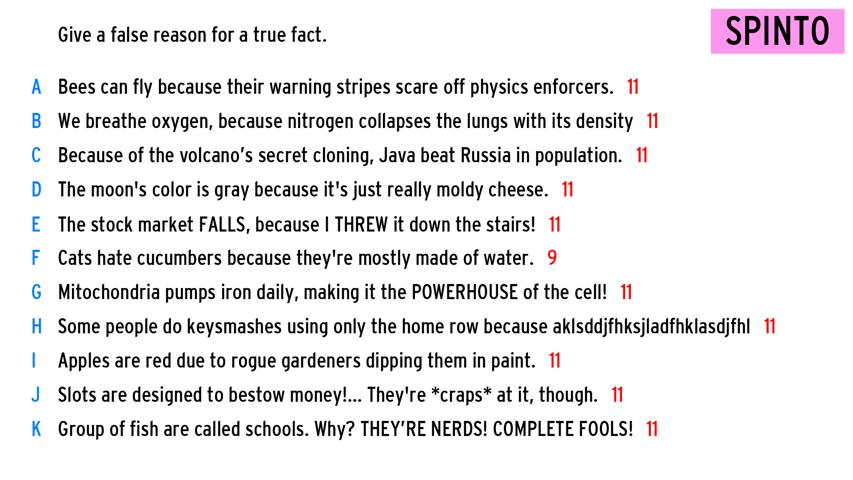 Give a false reason for a true fact.
SPINTO
A Bees can fly because their warning stripes scare off physics enforcers. 11
B We breathe oxygen, because nitrogen collapses the lungs with its density 11
C Because of the volcano's secret cloning, Java beat Russia in population. 11
D The moon's color is gray because it's just really moldy cheese. 11
E The stock market FALLS, because I THREW it down the stairs! 11
F Cats hate cucumbers because they're mostly made of water. 9
G Mitochondria pumps iron daily, making it the POWERHOUSE of the cell! 11
H Some people do keysmashes using only the home row because aklsddjfhksjladfhklasdjfhl 11
I Apples are red due to rogue gardeners dipping them in paint. 11
J Slots are designed to bestow money!... They're *craps* at it, though. 11
K Group of fish are called schools. Why? THEY'RE NERDS! COMPLETE FOOLS! 11